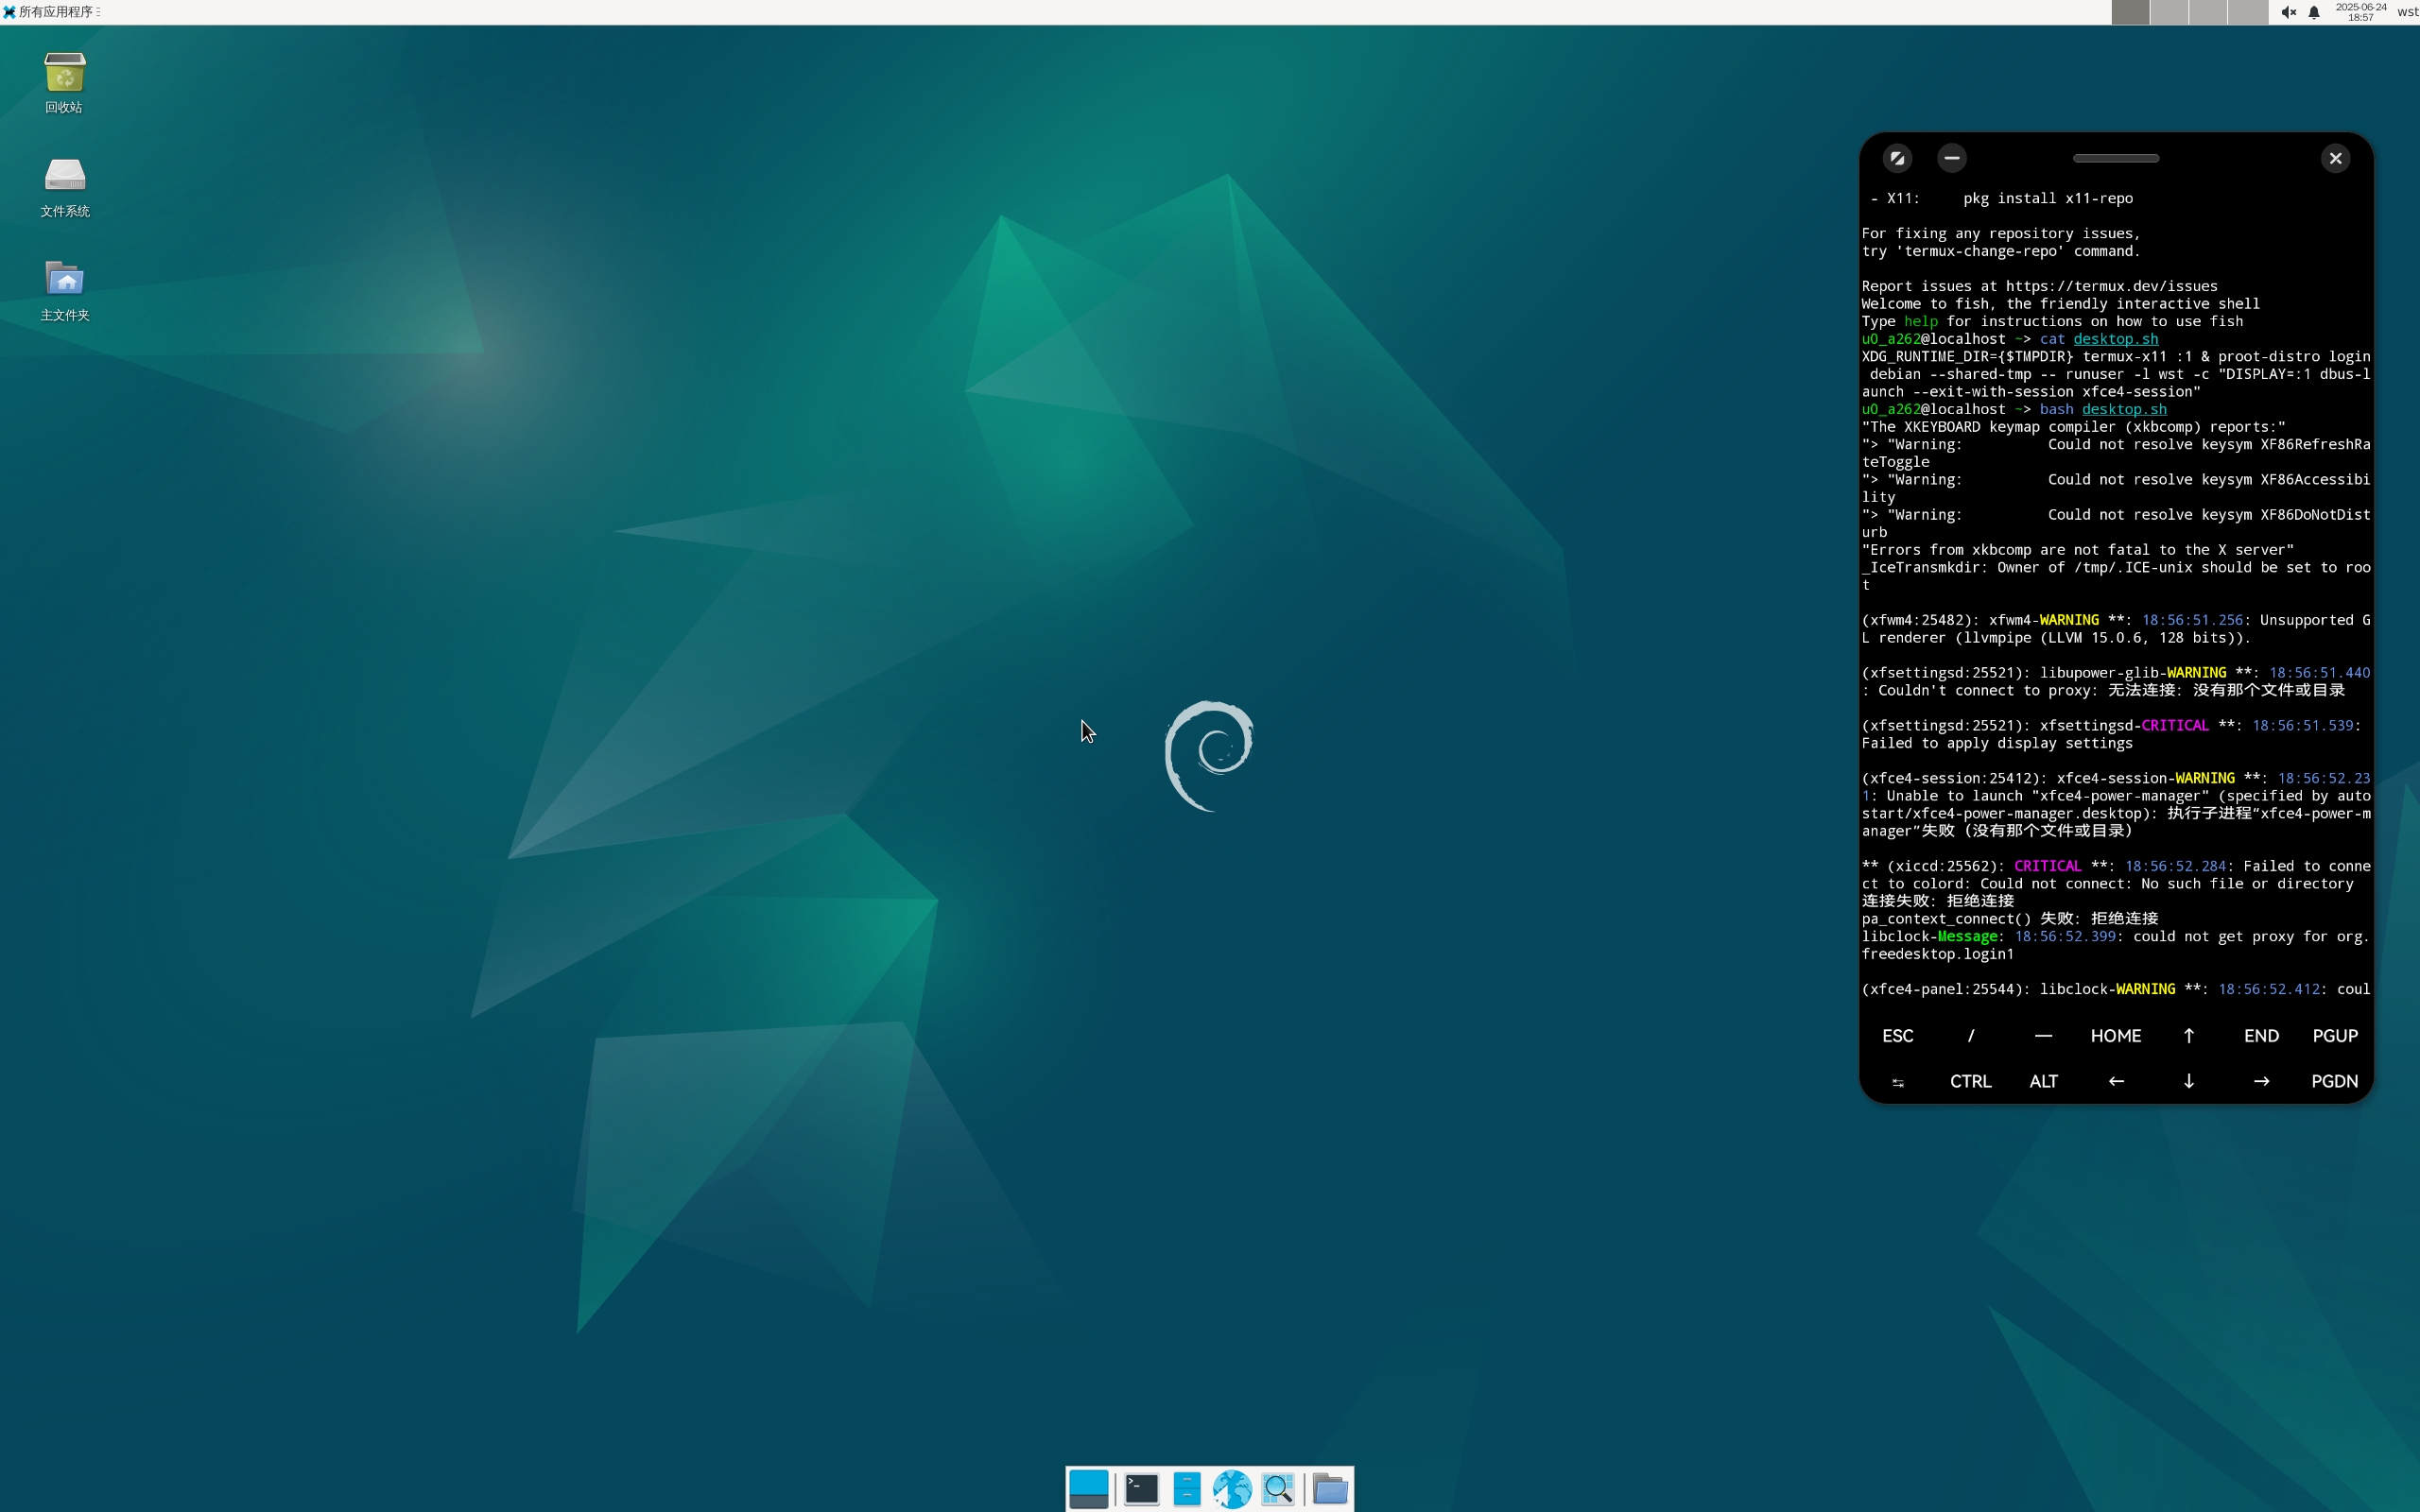 所有应用程序
2025-06-24
18:57
wst
回收站
文件系统
主文件夹
- X11:     pkg install x11-repo
For fixing any repository issues,
try 'termux-change-repo' command.
Report issues at https://termux.dev/issues
Welcome to fish, the friendly interactive shell
Type help for instructions on how to use fish
u0_a262@localhost ~> cat desktop.sh
XDG_RUNTIME_DIR={$TMPDIR} termux-x11 :1 & proot-distro login
 debian --shared-tmp -- runuser -l wst -c "DISPLAY=:1 dbus-l
aunch --exit-with-session xfce4-session"
u0_a262@localhost ~> bash desktop.sh
"The XKEYBOARD keymap compiler (xkbcomp) reports:"
"> "Warning:          Could not resolve keysym XF86RefreshRa
teToggle
"> "Warning:          Could not resolve keysym XF86Accessibi
lity
"> "Warning:          Could not resolve keysym XF86DoNotDist
urb
"Errors from xkbcomp are not fatal to the X server"
_IceTransmkdir: Owner of /tmp/.ICE-unix should be set to roo
t
(xfwm4:25482): xfwm4-WARNING **: 18:56:51.256: Unsupported G
L renderer (llvmpipe (LLVM 15.0.6, 128 bits)).
(xfsettingsd:25521): libupower-glib-WARNING **: 18:56:51.440
: Couldn't connect to proxy: 无法连接: 没有那个文件或目录
(xfsettingsd:25521): xfsettingsd-CRITICAL **: 18:56:51.539:
Failed to apply display settings
(xfce4-session:25412): xfce4-session-WARNING **: 18:56:52.23
1: Unable to launch "xfce4-power-manager" (specified by auto
start/xfce4-power-manager.desktop): 执行子进程“xfce4-power-m
anager”失败 (没有那个文件或目录)
** (xiccd:25562): CRITICAL **: 18:56:52.284: Failed to conne
ct to colord: Could not connect: No such file or directory
连接失败: 拒绝连接
pa_context_connect() 失败: 拒绝连接
libclock-Message: 18:56:52.399: could not get proxy for org.
freedesktop.login1
(xfce4-panel:25544): libclock-WARNING **: 18:56:52.412: coul
ESC / — HOME ↑ END PGUP
↹ CTRL ALT ← ↓ → PGDN